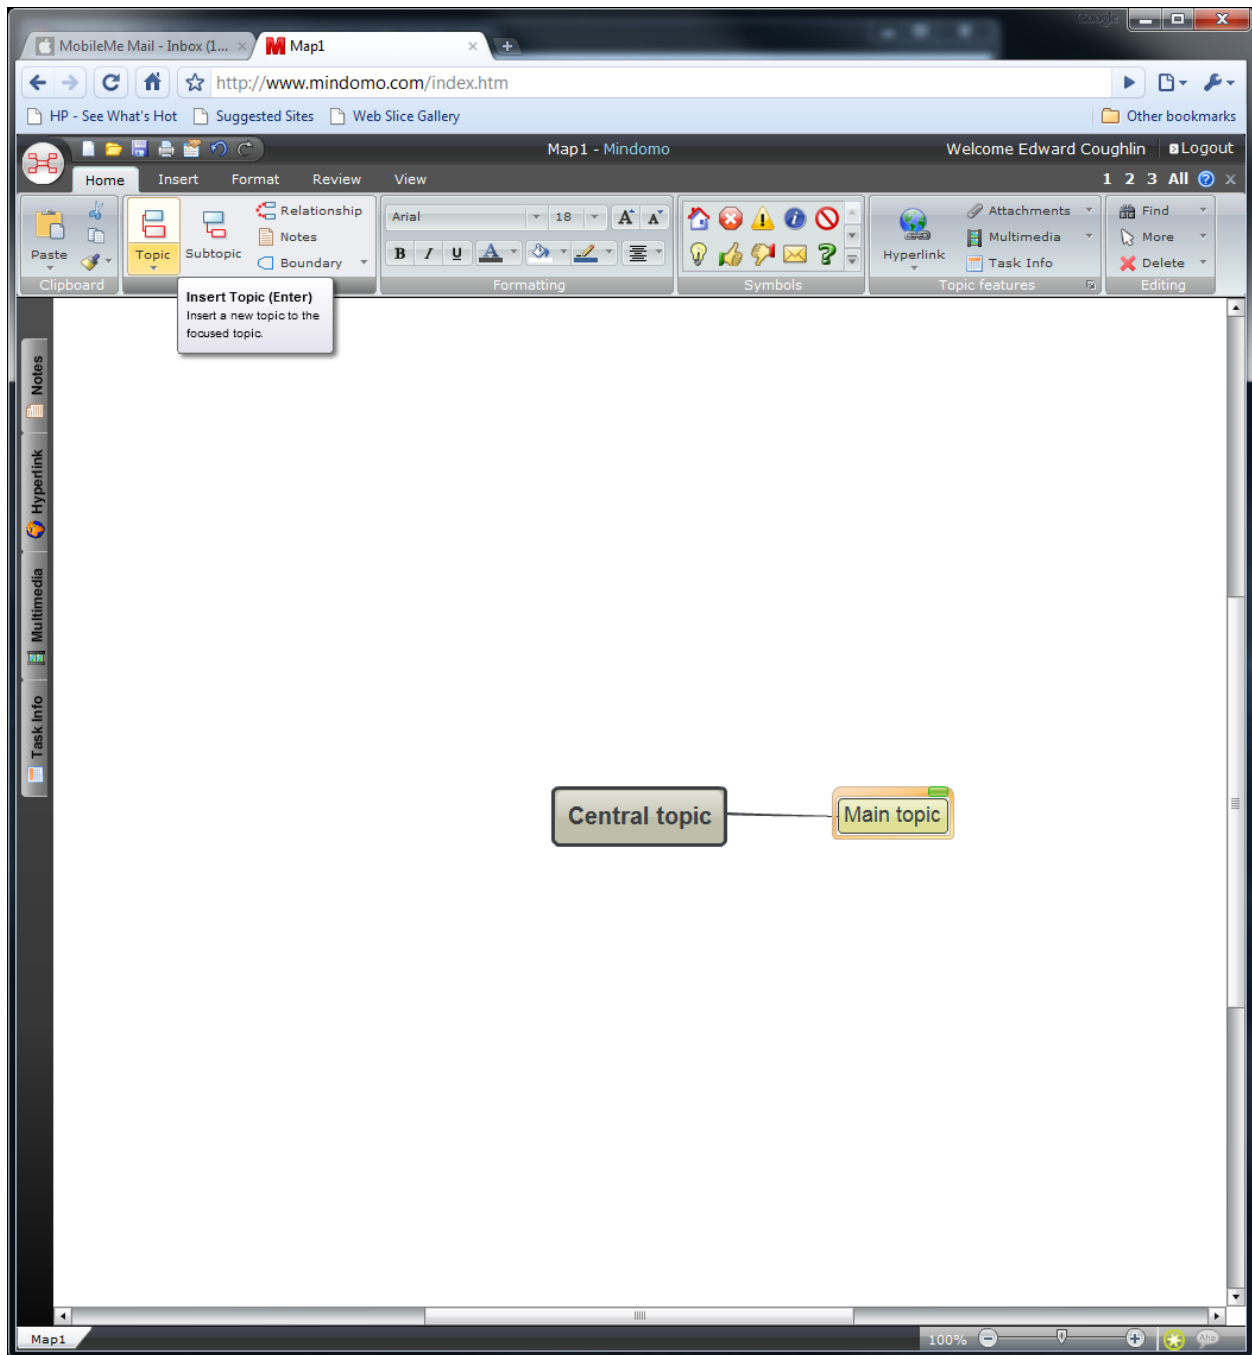 Google
MobileMe Mail - Inbox (1...
Map1
http://www.mindomo.com/index.htm
HP - See What's Hot
Suggested Sites
Web Slice Gallery
Other bookmarks
Map1 - Mindomo
Welcome Edward Coughlin
Logout
Home
Insert
Format
Review
View
1 2 3 All
Paste
Clipboard
Topic
Subtopic
Relationship
Notes
Boundary
Arial
18
B I U A
Formatting
Symbols
Hyperlink
Attachments
Multimedia
Task Info
Topic features
Find
More
Delete
Editing
Insert Topic (Enter)
Insert a new topic to the
focused topic.
Notes
Hyperlink
Multimedia
Task Info
Central topic
Main topic
Map1
100%
Aha